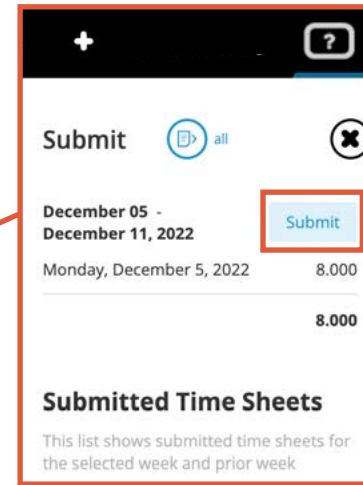 ?
Submit all
December 05 -
December 11, 2022
Submit
Monday, December 5, 2022 8.000
8.000
Submitted Time Sheets
This list shows submitted time sheets for
the selected week and prior week